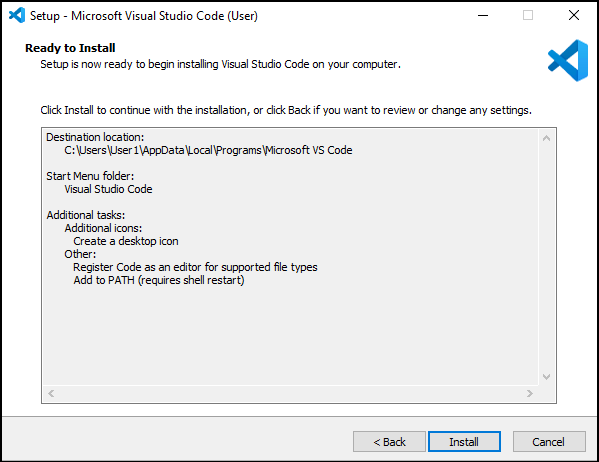 Setup - Microsoft Visual Studio Code (User)
Ready to Install
Setup is now ready to begin installing Visual Studio Code on your computer.
Click Install to continue with the installation, or click Back if you want to review or change any settings.
Destination location:
C:\Users\User1\AppData\Local\Programs\Microsoft VS Code
Start Menu folder:
Visual Studio Code
Additional tasks:
Additional icons:
Create a desktop icon
Other:
Register Code as an editor for supported file types
Add to PATH (requires shell restart)
< Back Install Cancel